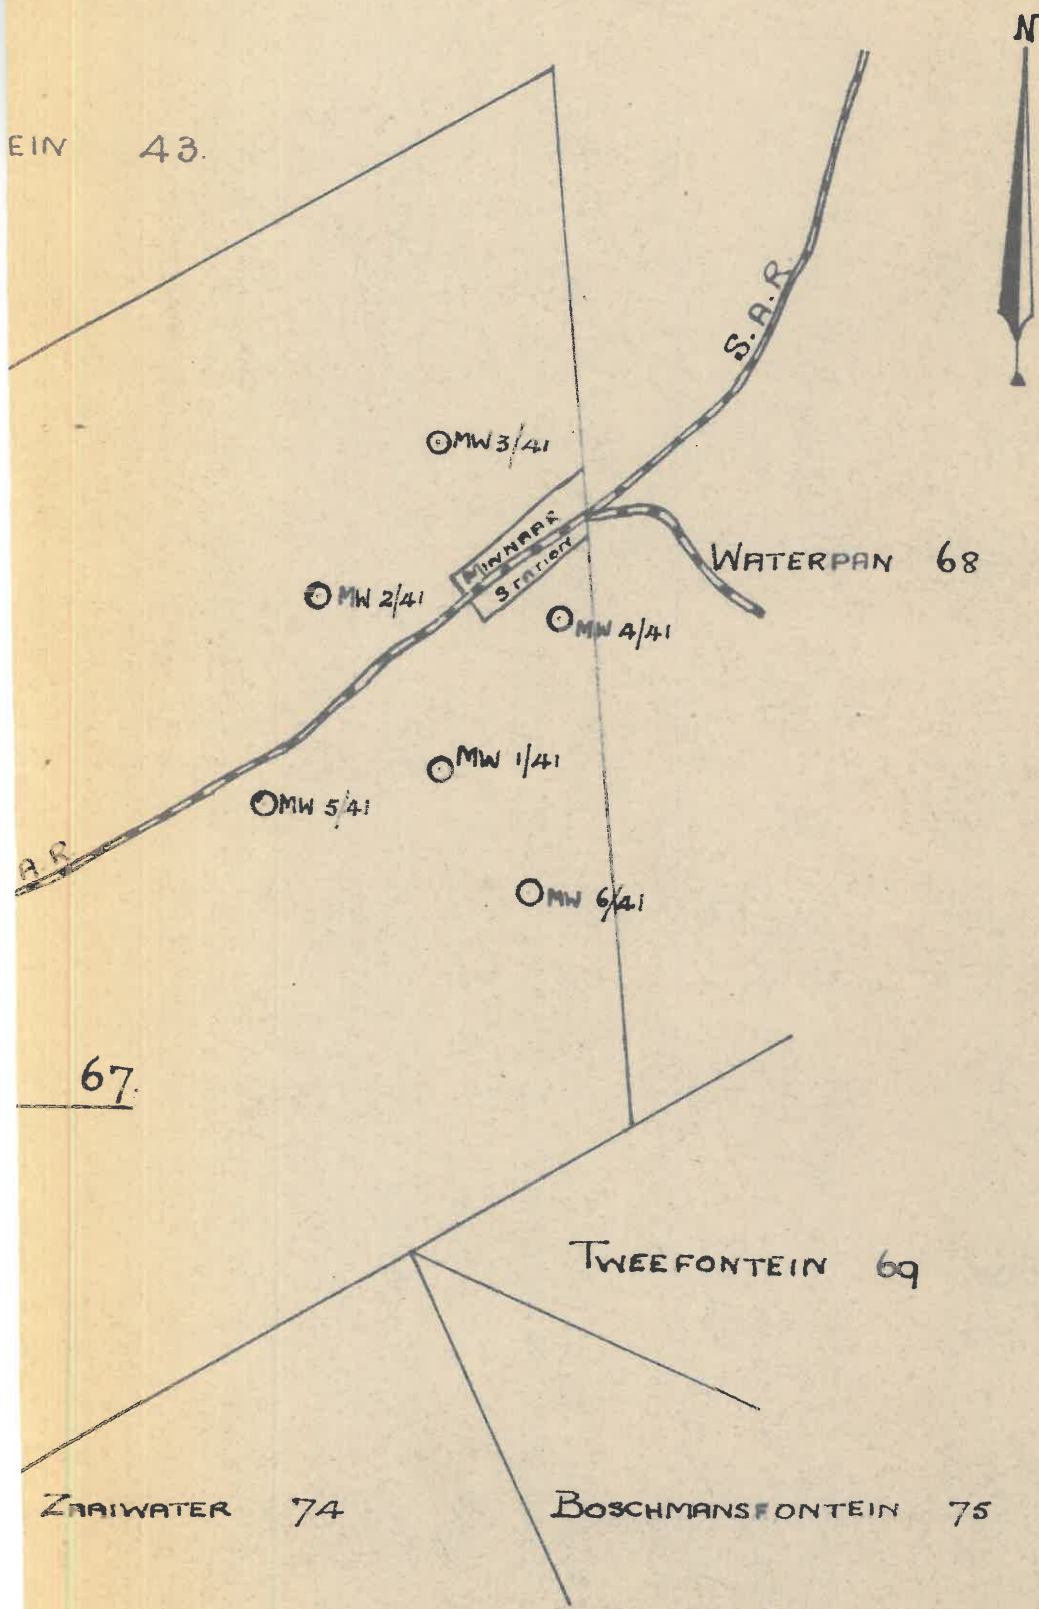 N
EIN 43.
S.A.R.
MW 3/41
MINNAAR
STATION
WATERPAN 68
MW 2/41
MW 4/41
MW 1/41
MW 5/41
A.R.
MW 6/41
67.
TWEEFONTEIN 69
ZAAIWATER 74
BOSCHMANSFONTEIN 75